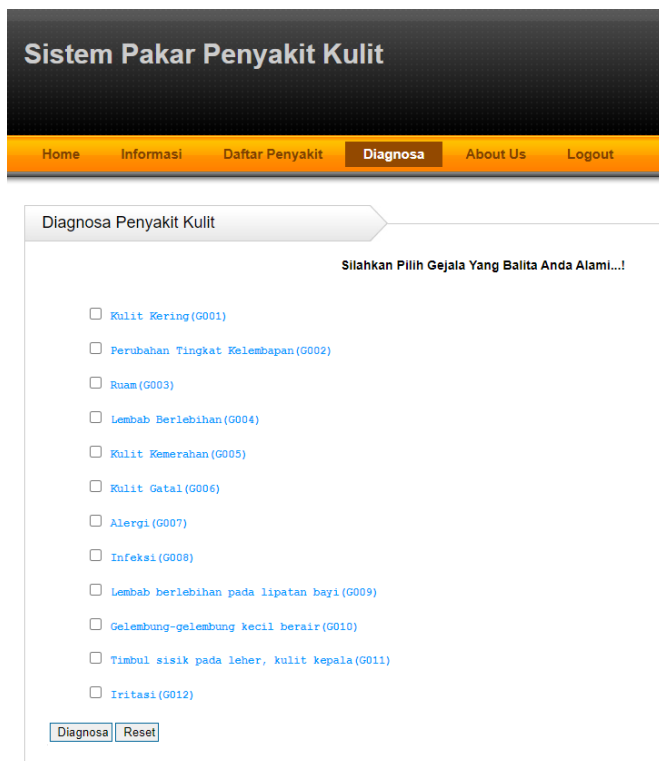 Sistem Pakar Penyakit Kulit
Home Informasi Daftar Penyakit Diagnosa About Us Logout
Diagnosa Penyakit Kulit
Silahkan Pilih Gejala Yang Balita Anda Alami...!
Kulit Kering(G001)
Perubahan Tingkat Kelembapan(G002)
Ruam(G003)
Lembab Berlebihan(G004)
Kulit Kemerahan(G005)
Kulit Gatal(G006)
Alergi(G007)
Infeksi(G008)
Lembab berlebihan pada lipatan bayi(G009)
Gelembung-gelembung kecil berair(G010)
Timbul sisik pada leher, kulit kepala(G011)
Iritasi(G012)
Diagnosa Reset